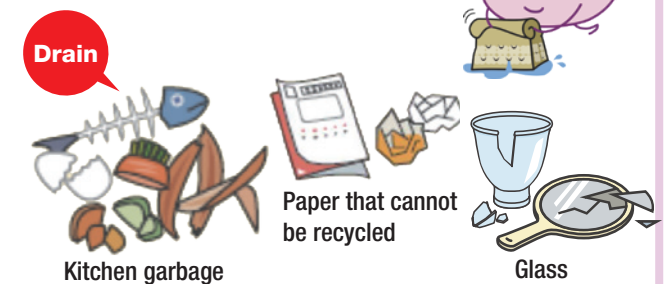 Drain
Kitchen garbage
Paper that cannot
be recycled
Glass